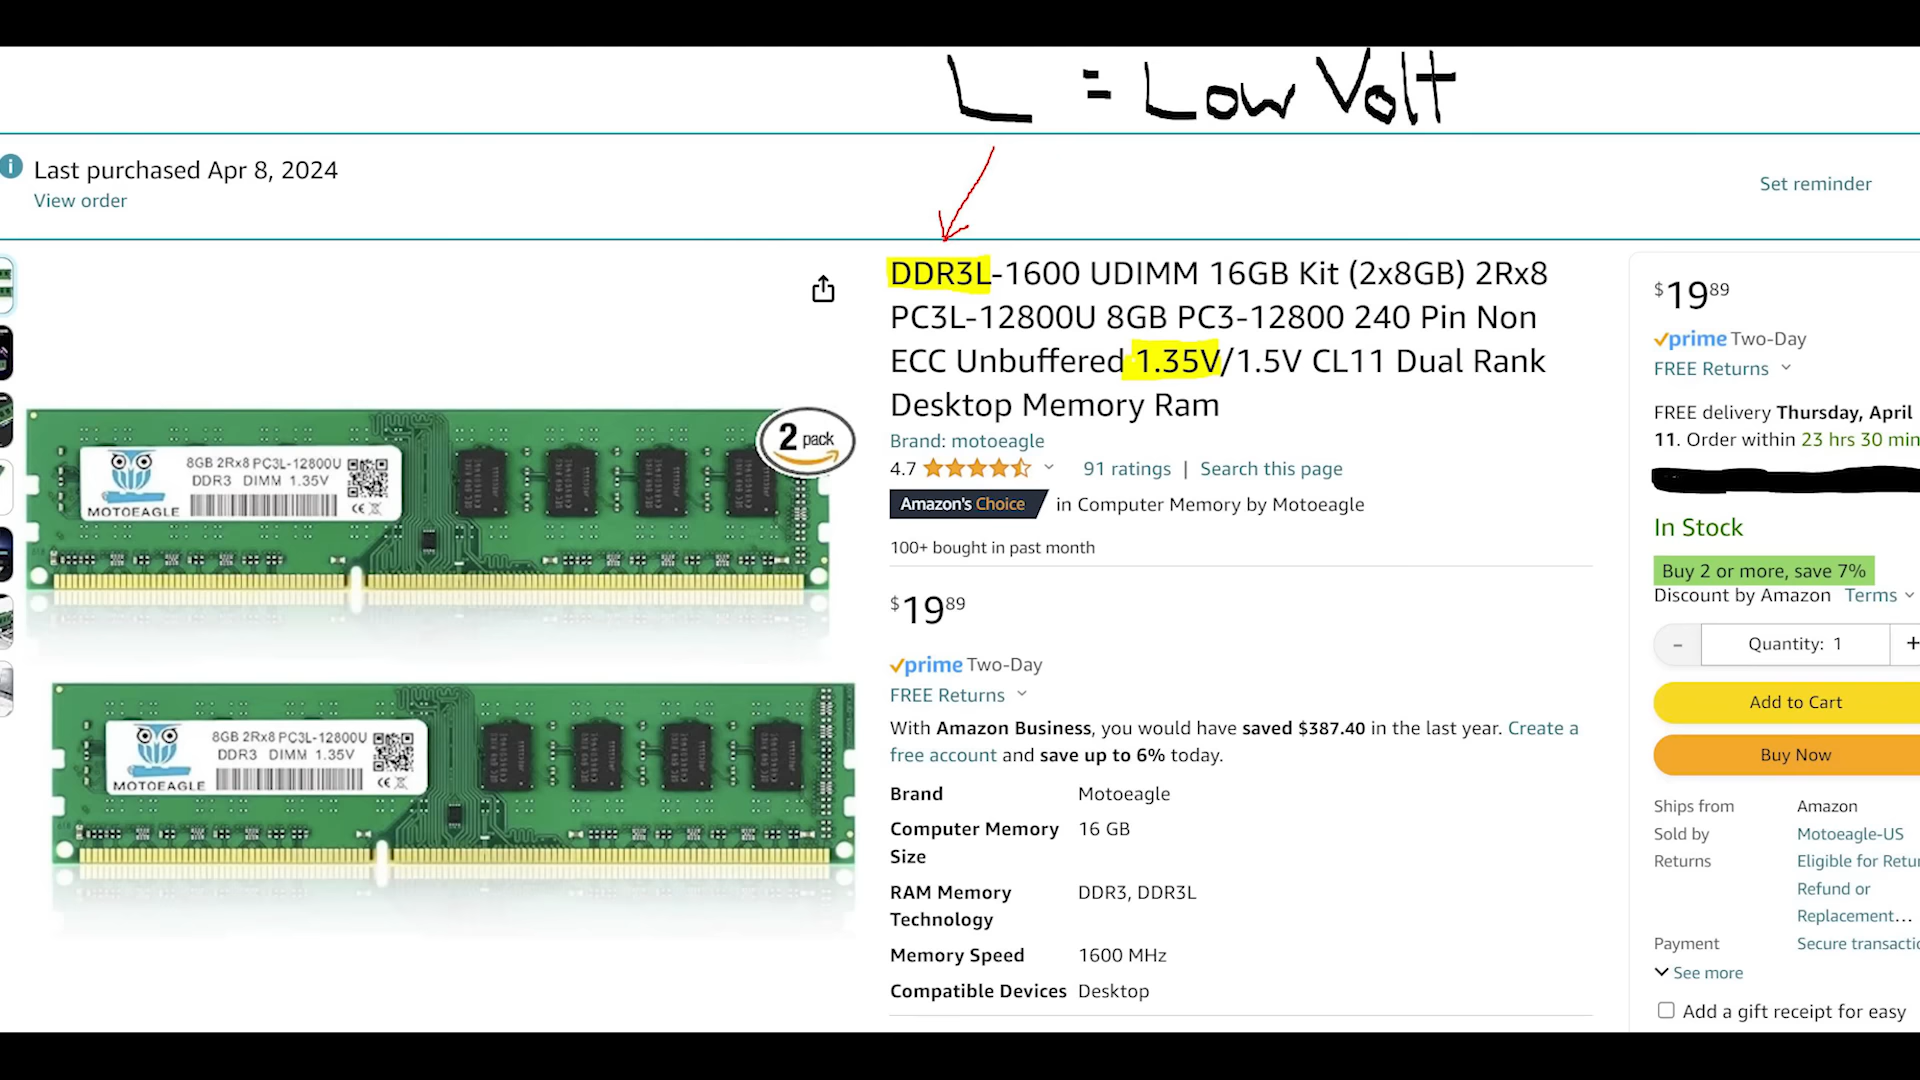 L = Low Volt
Last purchased Apr 8, 2024
View order
Set reminder
DDR3L-1600 UDIMM 16GB Kit (2x8GB) 2Rx8
PC3L-12800U 8GB PC3-12800 240 Pin Non
ECC Unbuffered 1.35V/1.5V CL11 Dual Rank
Desktop Memory Ram
Brand: motoeagle
4.7
91 ratings | Search this page
Amazon's Choice in Computer Memory by Motoeagle
100+ bought in past month
$19 89
prime Two-Day
FREE Returns
With Amazon Business, you would have saved $387.40 in the last year. Create a
free account and save up to 6% today.
Brand Motoeagle
Computer Memory 16 GB
Size
RAM Memory DDR3, DDR3L
Technology
Memory Speed 1600 MHz
Compatible Devices Desktop
2 pack
8GB 2Rx8 PC3L-12800U
DDR3 DIMM 1.35V
MOTOEAGLE
8GB 2Rx8 PC3L-12800U
DDR3 DIMM 1.35V
MOTOEAGLE
$19 89
prime Two-Day
FREE Returns
FREE delivery Thursday, April
11. Order within 23 hrs 30 min
In Stock
Buy 2 or more, save 7%
Discount by Amazon Terms
- Quantity: 1 +
Add to Cart
Buy Now
Ships from Amazon
Sold by Motoeagle-US
Returns Eligible for Retur
Refund or
Replacement...
Payment Secure transactio
See more
Add a gift receipt for easy